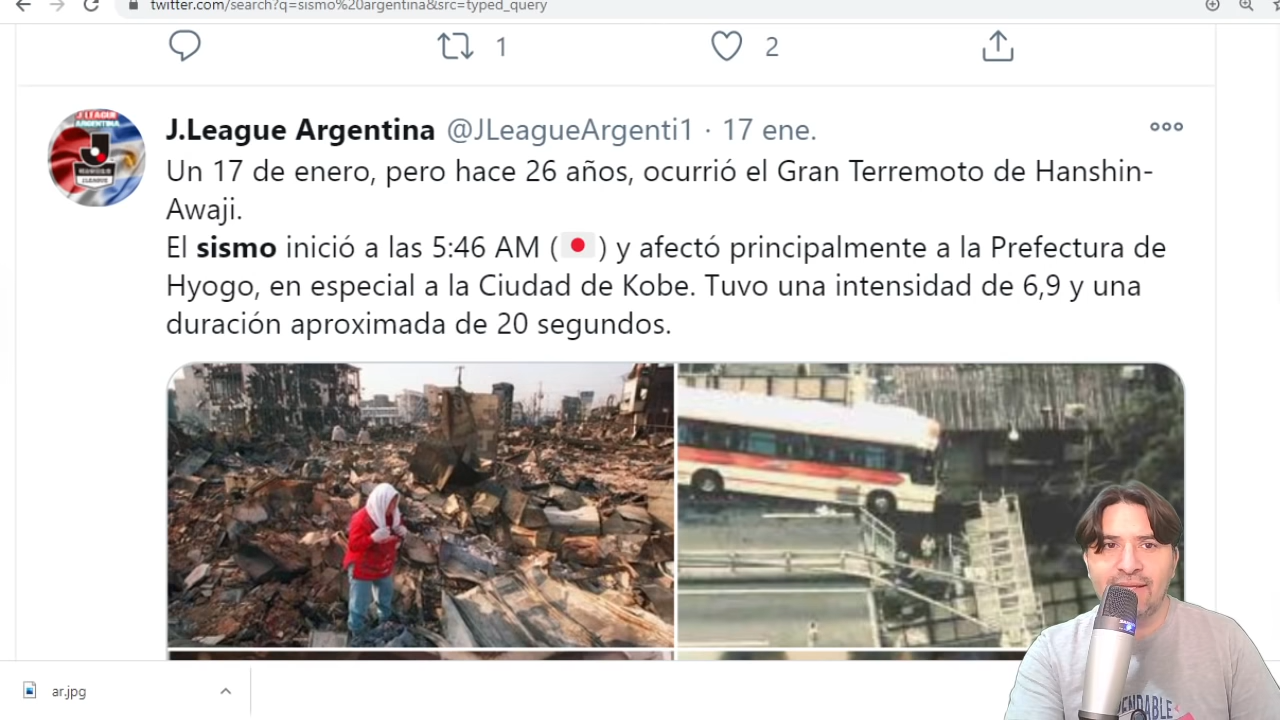 twitter.com/search?q=sismo%20argentina&src=typed_query
1
2
J.LEAGUE
ARGENTINA
J.League Argentina @JLeagueArgenti1 · 17 ene.
Un 17 de enero, pero hace 26 años, ocurrió el Gran Terremoto de Hanshin-
Awaji.
El sismo inició a las 5:46 AM (🇯🇵) y afectó principalmente a la Prefectura de
Hyogo, en especial a la Ciudad de Kobe. Tuvo una intensidad de 6,9 y una
duración aproximada de 20 segundos.
ar.jpg